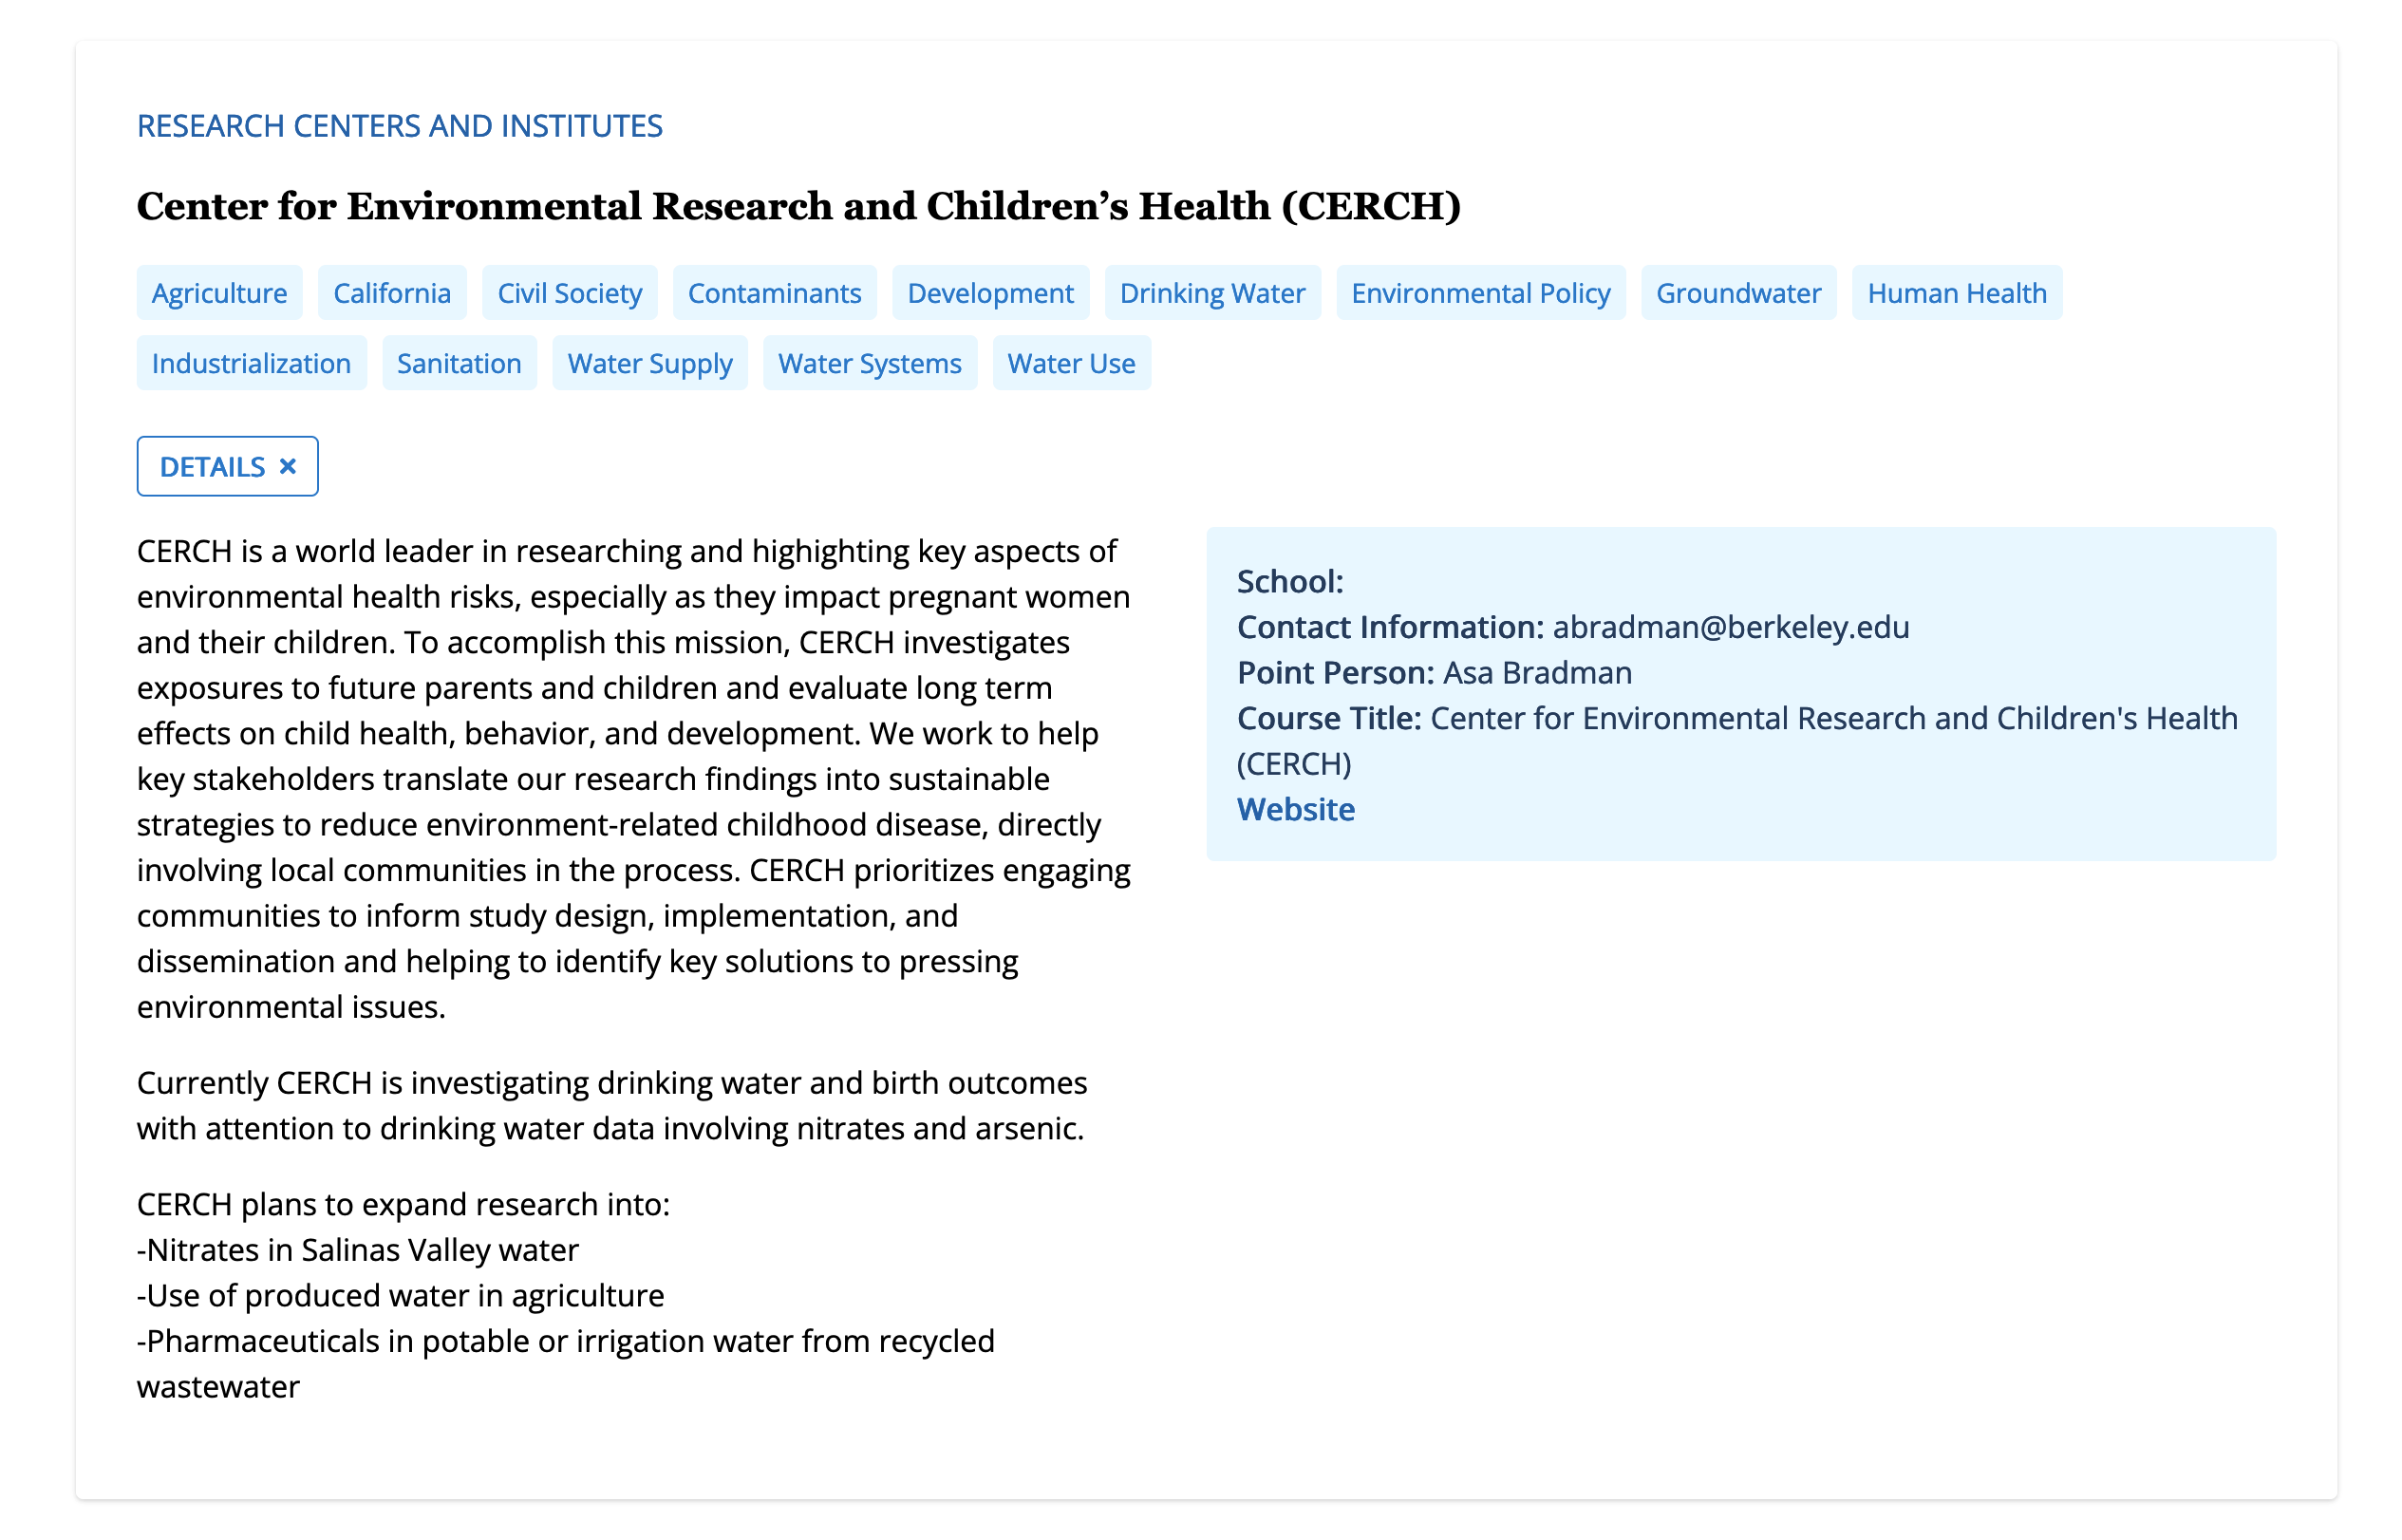 RESEARCH CENTERS AND INSTITUTES
Center for Environmental Research and Children’s Health (CERCH)
Agriculture California Civil Society Contaminants Development Drinking Water Environmental Policy Groundwater Human Health
Industrialization Sanitation Water Supply Water Systems Water Use
DETAILS ×
CERCH is a world leader in researching and highighting key aspects of
environmental health risks, especially as they impact pregnant women
and their children. To accomplish this mission, CERCH investigates
exposures to future parents and children and evaluate long term
effects on child health, behavior, and development. We work to help
key stakeholders translate our research findings into sustainable
strategies to reduce environment-related childhood disease, directly
involving local communities in the process. CERCH prioritizes engaging
communities to inform study design, implementation, and
dissemination and helping to identify key solutions to pressing
environmental issues.
Currently CERCH is investigating drinking water and birth outcomes
with attention to drinking water data involving nitrates and arsenic.
CERCH plans to expand research into:
-Nitrates in Salinas Valley water
-Use of produced water in agriculture
-Pharmaceuticals in potable or irrigation water from recycled
wastewater
School:
Contact Information: abradman@berkeley.edu
Point Person: Asa Bradman
Course Title: Center for Environmental Research and Children's Health
(CERCH)
Website